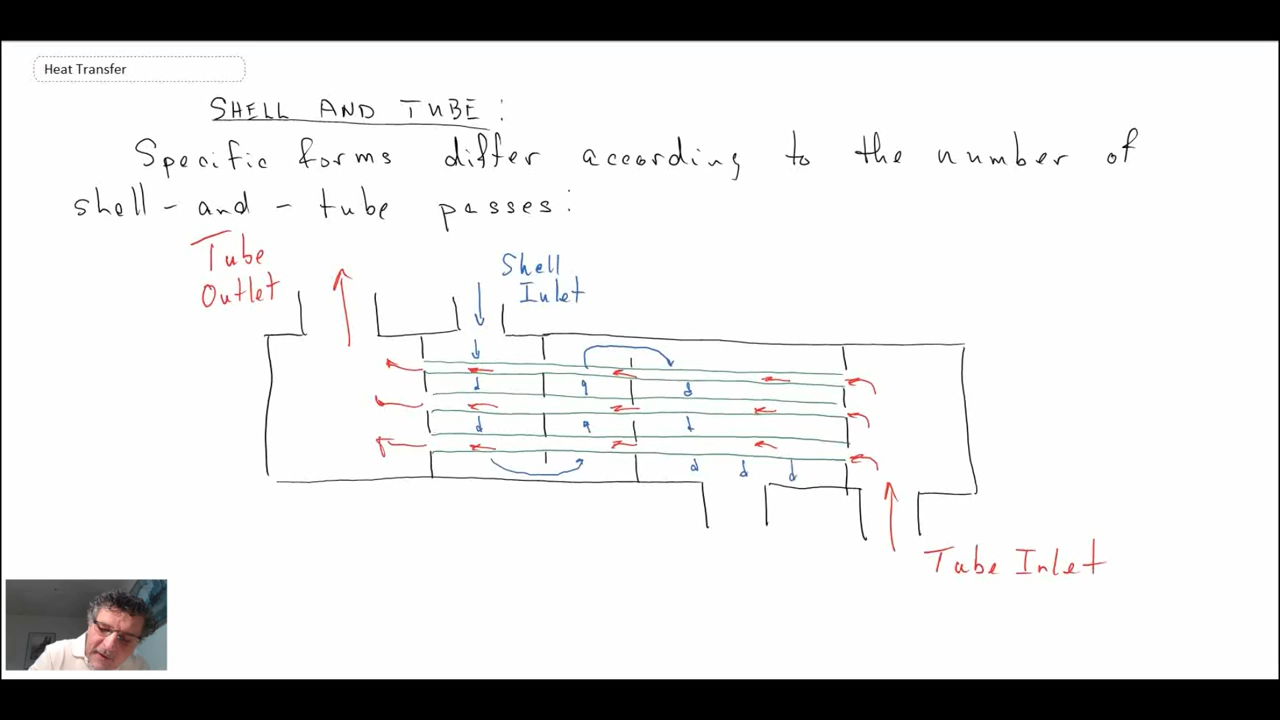 Heat Transfer
SHELL AND TUBE:
Specific forms differ according to the number of
shell-and-tube passes:
Tube
Outlet
Shell
Inlet
Tube Inlet